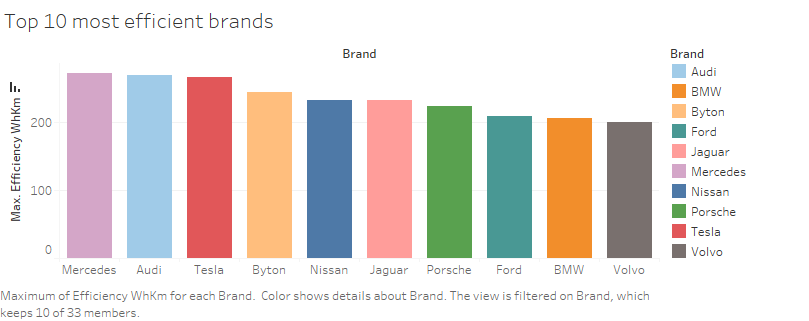 Top 10 most efficient brands
Brand
Max. Efficiency WhKm
200
100
0
Mercedes
Audi
Tesla
Byton
Nissan
Jaguar
Porsche
Ford
BMW
Volvo
Brand
Audi
BMW
Byton
Ford
Jaguar
Mercedes
Nissan
Porsche
Tesla
Volvo
Maximum of Efficiency WhKm for each Brand.  Color shows details about Brand. The view is filtered on Brand, which
keeps 10 of 33 members.